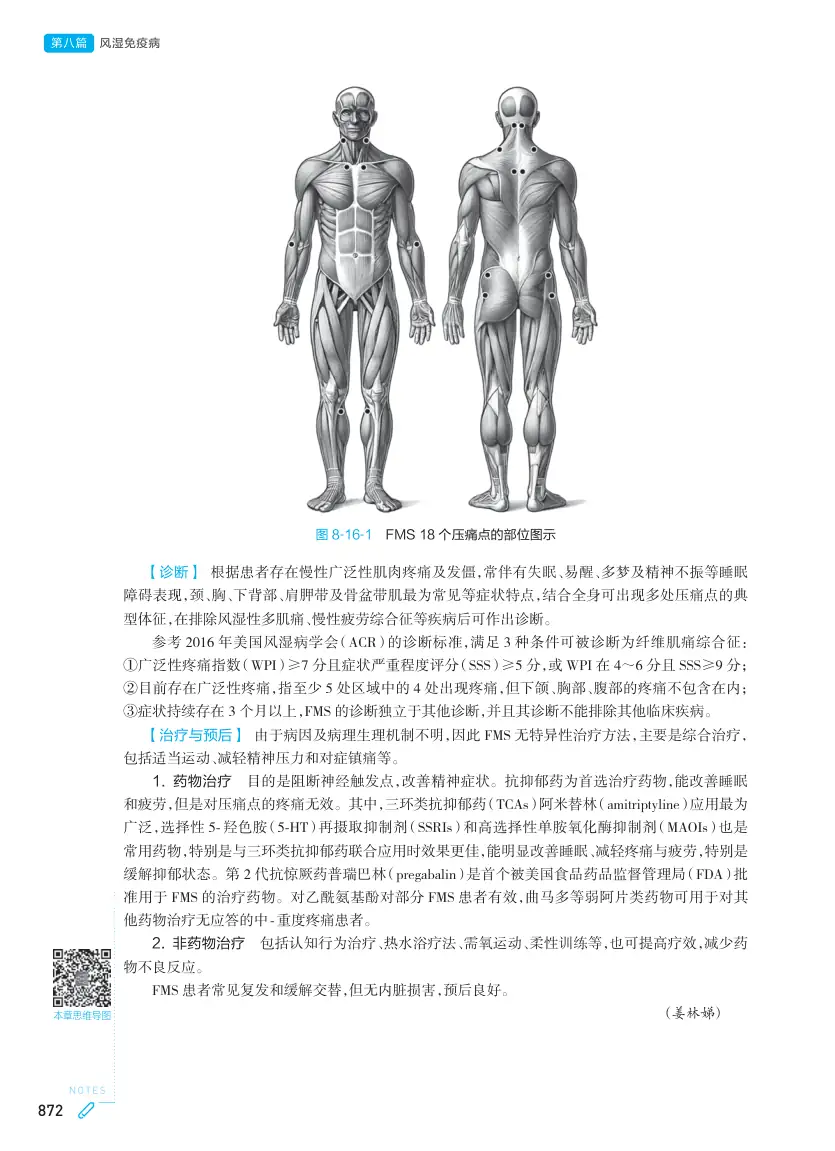 第八篇 风湿免疫病
图 8-16-1 FMS 18 个压痛点的部位图示
【诊断】 根据患者存在慢性广泛性肌肉疼痛及发僵,常伴有失眠、易醒、多梦及精神不振等睡眠
障碍表现,颈、胸、下背部、肩胛带及骨盆带肌最为常见等症状特点,结合全身可出现多处压痛点的典
型体征,在排除风湿性多肌痛、慢性疲劳综合征等疾病后可作出诊断。
参考 2016 年美国风湿病学会(ACR)的诊断标准,满足 3 种条件可被诊断为纤维肌痛综合征:
①广泛性疼痛指数(WPI)≥7 分且症状严重程度评分(SSS)≥5 分,或 WPI 在 4~6 分且 SSS≥9 分;
②目前存在广泛性疼痛,指至少 5 处区域中的 4 处出现疼痛,但下颌、胸部、腹部的疼痛不包含在内;
③症状持续存在 3 个月以上,FMS 的诊断独立于其他诊断,并且其诊断不能排除其他临床疾病。
【治疗与预后】 由于病因及病理生理机制不明,因此 FMS 无特异性治疗方法,主要是综合治疗,
包括适当运动、减轻精神压力和对症镇痛等。
1. 药物治疗 目的是阻断神经触发点,改善精神症状。抗抑郁药为首选治疗药物,能改善睡眠
和疲劳,但是对压痛点的疼痛无效。其中,三环类抗抑郁药(TCAs)阿米替林(amitriptyline)应用最为
广泛,选择性 5- 羟色胺(5-HT)再摄取抑制剂(SSRIs)和高选择性单胺氧化酶抑制剂(MAOIs)也是
常用药物,特别是与三环类抗抑郁药联合应用时效果更佳,能明显改善睡眠、减轻疼痛与疲劳,特别是
缓解抑郁状态。第 2 代抗惊厥药普瑞巴林(pregabalin)是首个被美国食品药品监督管理局(FDA)批
准用于 FMS 的治疗药物。对乙酰氨基酚对部分 FMS 患者有效,曲马多等弱阿片类药物可用于对其
他药物治疗无应答的中 - 重度疼痛患者。
2. 非药物治疗 包括认知行为治疗、热水浴疗法、需氧运动、柔性训练等,也可提高疗效,减少药
物不良反应。
FMS 患者常见复发和缓解交替,但无内脏损害,预后良好。
(姜林娣)
本章思维导图
NOTES
872